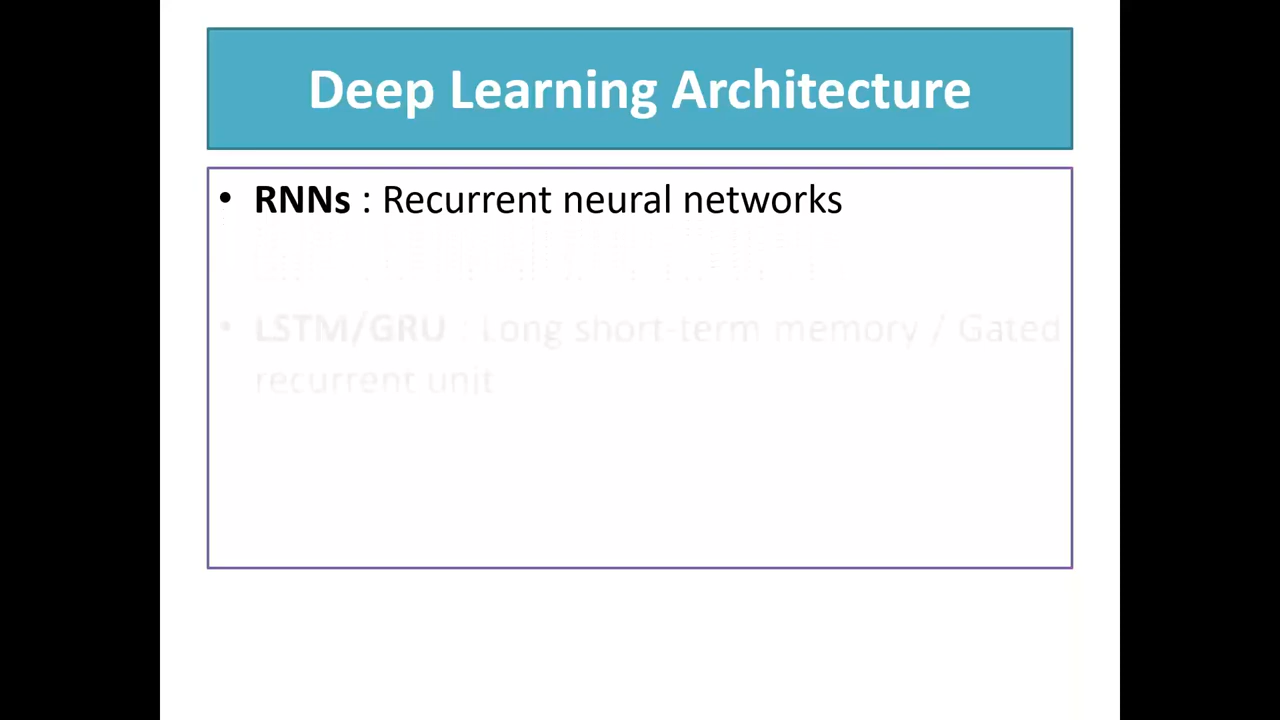 Deep Learning Architecture
• RNNs : Recurrent neural networks
• LSTM/GRU : Long short-term memory / Gated
recurrent unit